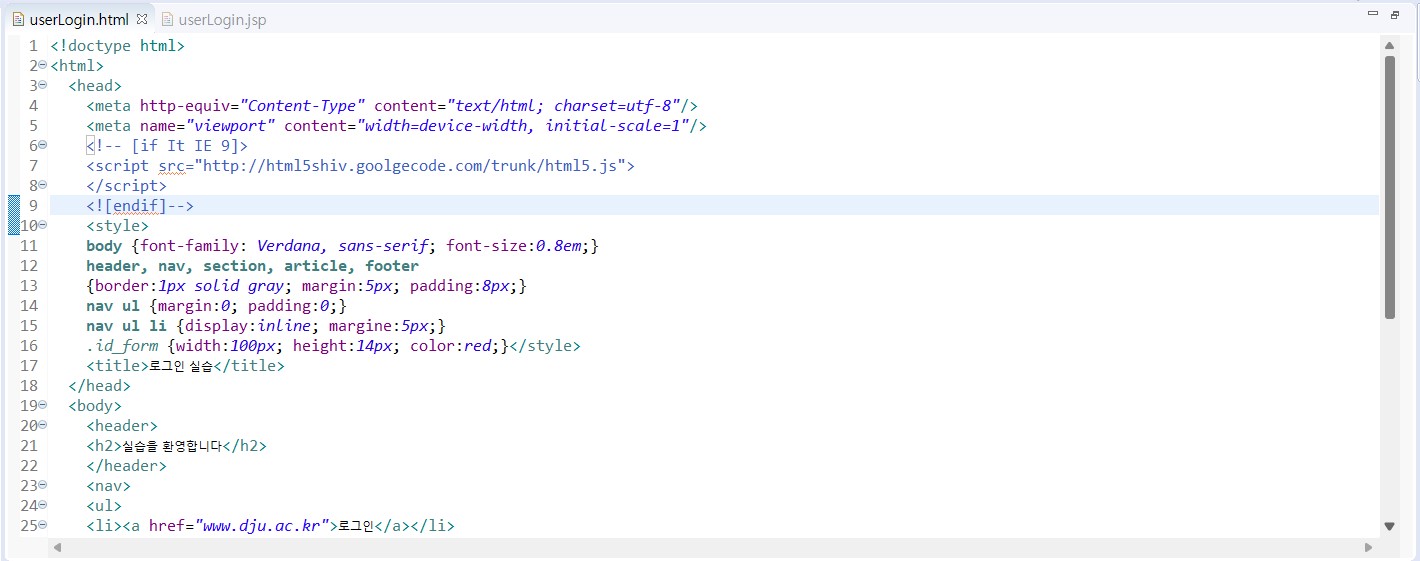 userLogin.html userLogin.jsp
1 <!doctype html>
2 <html>
3 <head>
4 <meta http-equiv="Content-Type" content="text/html; charset=utf-8"/>
5 <meta name="viewport" content="width=device-width, initial-scale=1"/>
6 <!-- [if It IE 9]>
7 <script src="http://html5shiv.goolgecode.com/trunk/html5.js">
8 </script>
9 <![endif]-->
10 <style>
11 body {font-family: Verdana, sans-serif; font-size:0.8em;}
12 header, nav, section, article, footer
13 {border:1px solid gray; margin:5px; padding:8px;}
14 nav ul {margin:0; padding:0;}
15 nav ul li {display:inline; margine:5px;}
16 .id_form {width:100px; height:14px; color:red;}</style>
17 <title>로그인 실습</title>
18 </head>
19 <body>
20 <header>
21 <h2>실습을 환영합니다</h2>
22 </header>
23 <nav>
24 <ul>
25 <li><a href="www.dju.ac.kr">로그인</a></li>